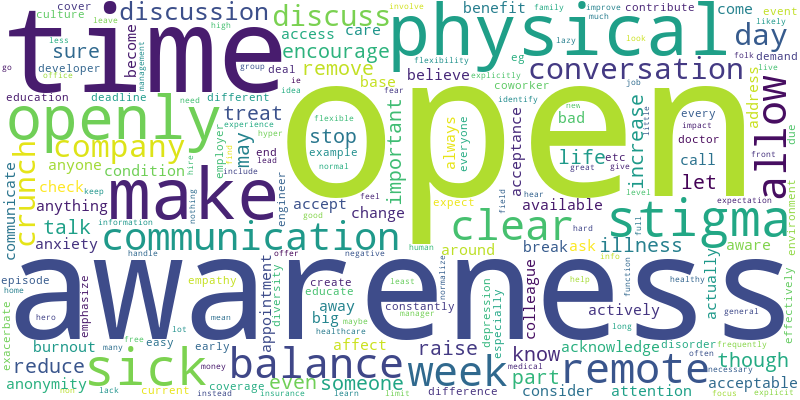 cover family involve improve likely event
culture leave much
discussion discuss benefit contribute come
time physical
high access care look lazy day
less go sure become encourage flexibility explicitly
developer group deal remove conversation folk demand
management office ie eg believe coworker job live
education deadline different idea base fear identify address
openly need flexible open new little
experience hyper treat stop always bad every impact allow
company employer may example everyone acceptance increase doctor
crunch anyone condition end normal important life etc call front due
check keep hire include lead accept hear great give let
make find feel expect level expectation
anything nothing engineer change available field full environment
communicate talk information good clear hard stigma
anxiety communication around break ask illness aware
awareness
episode handle offer negative human info actually
home empathy create least normalize help function healthy
hero emphasize mean appointment diversity educate away constantly colleague actively general effectively
exacerbate lot free big healthcare maybe manager depression especially long
burnout many easy early affect raise know acknowledge disorder frequently though
reduce sick money balance medical week part remote often necessary
anonymity coverage even someone consider attention acceptable
non lack current instead insurance learn limit difference focus explicit